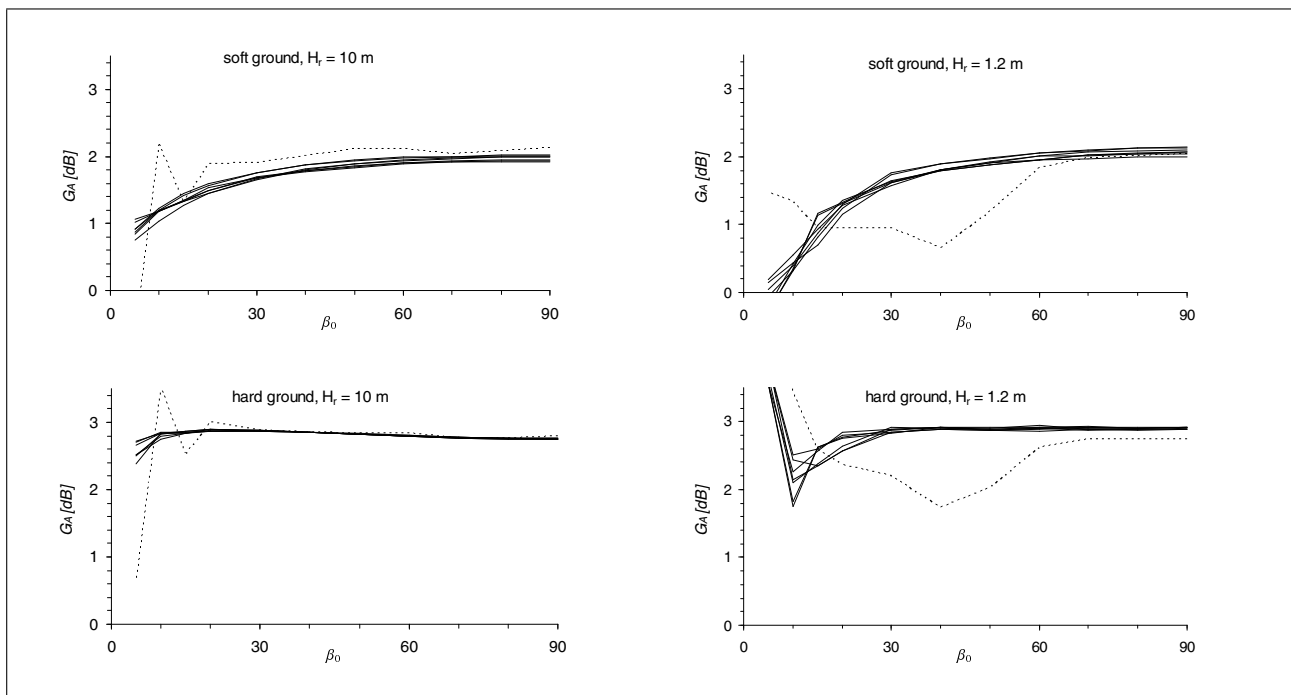 soft ground, Hr = 10 m
3
2
1
0
GA [dB]
0 30 60 90
β0
soft ground, Hr = 1.2 m
3
2
1
0
GA [dB]
0 30 60 90
β0
hard ground, Hr = 10 m
3
2
1
0
GA [dB]
0 30 60 90
β0
hard ground, Hr = 1.2 m
3
2
1
0
GA [dB]
0 30 60 90
β0